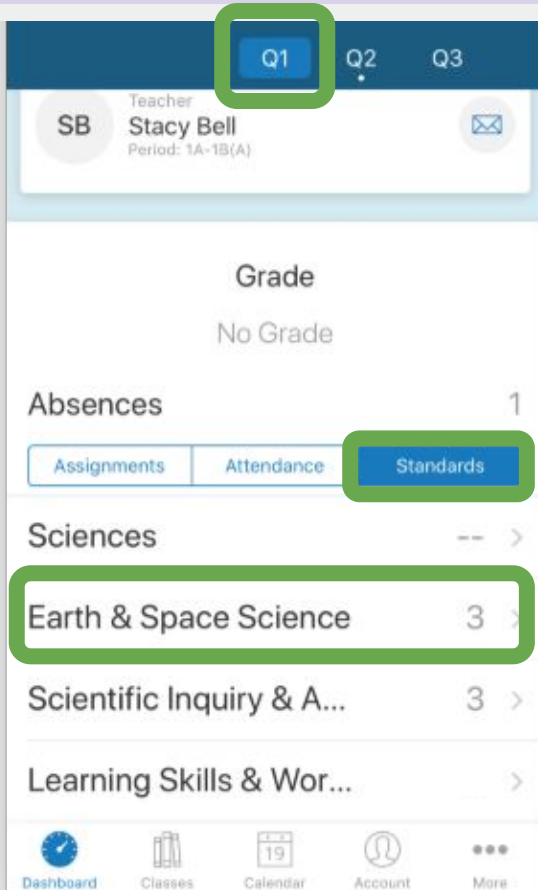 Q1 Q2 Q3
Teacher
SB Stacy Bell
Period: 1A-1B(A)
Grade
No Grade
Absences 1
Assignments Attendance Standards
Sciences -- >
Earth & Space Science 3 >
Scientific Inquiry & A... 3 >
Learning Skills & Wor... >
19
Dashboard Classes Calendar Account More